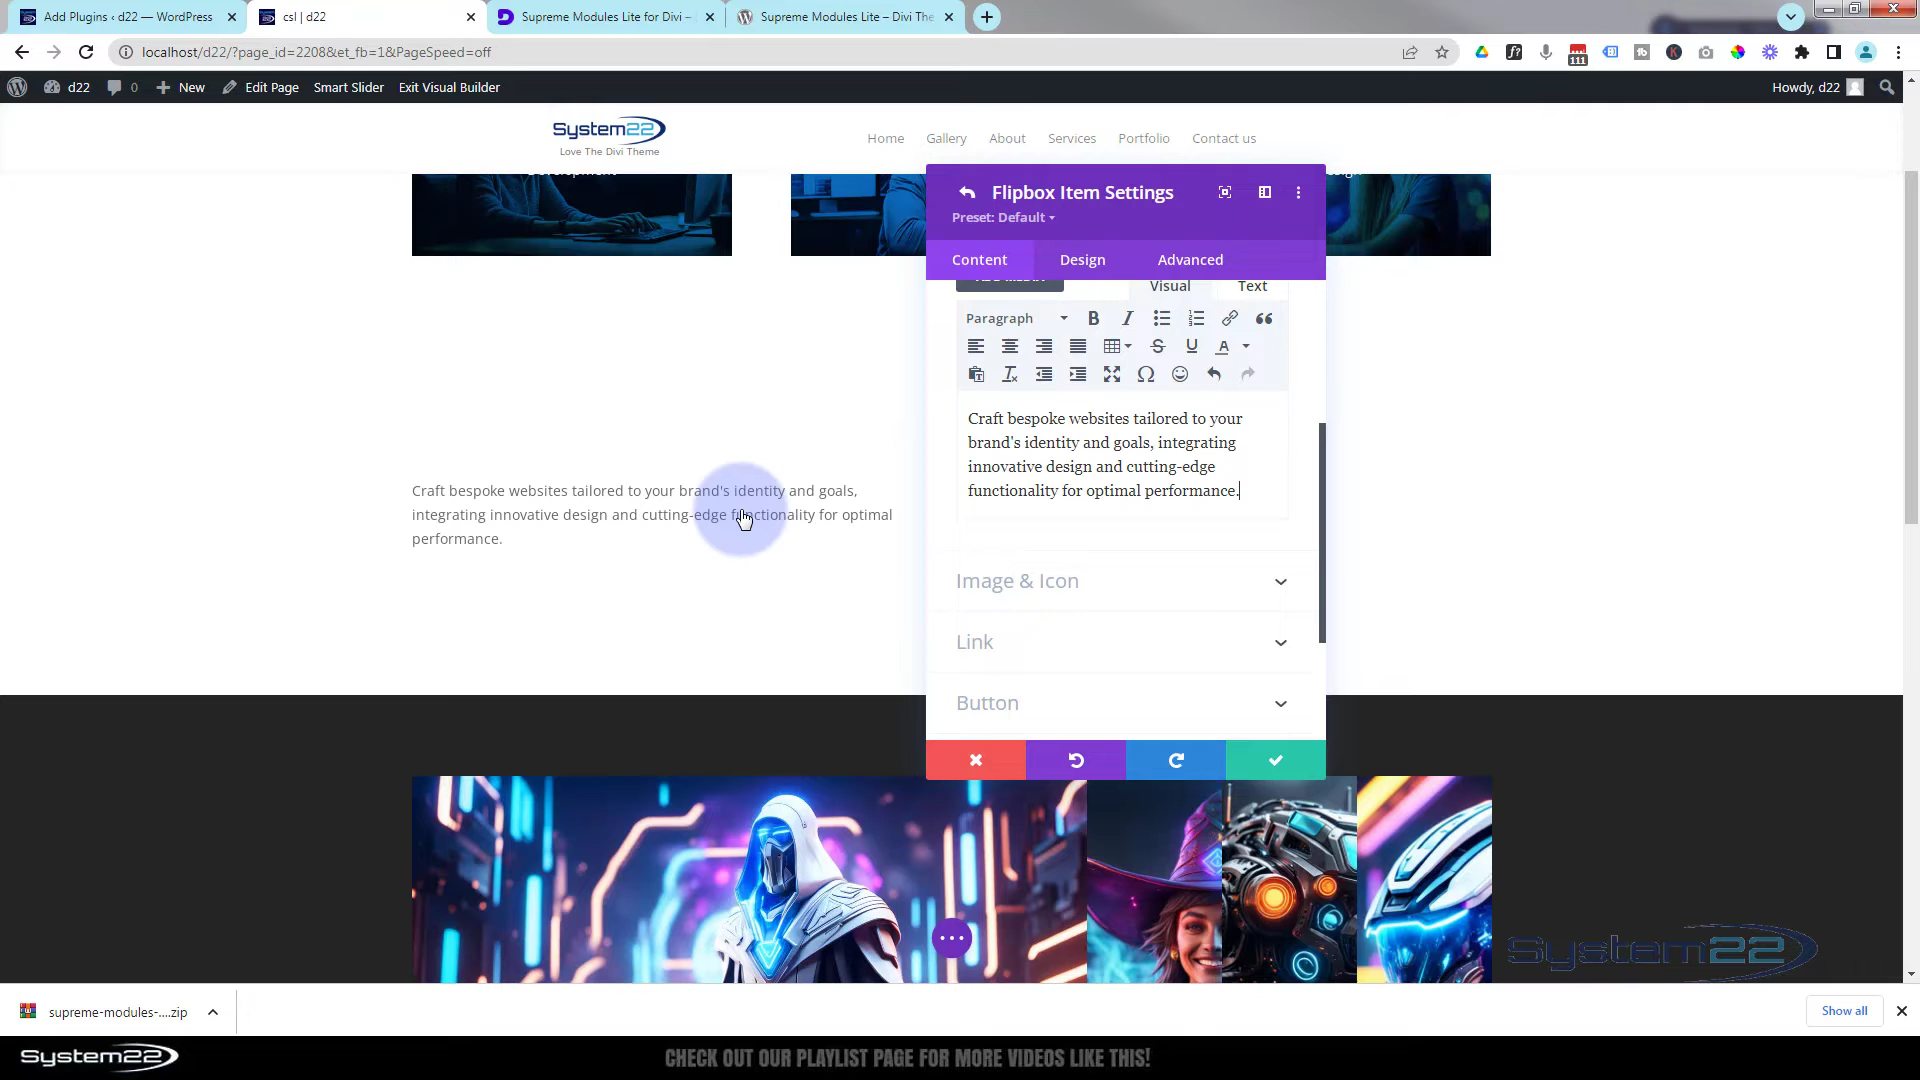 Add Plugins ‹ d22 — WordPress
csl | d22
Supreme Modules Lite for Divi –
Supreme Modules Lite – Divi The
localhost/d22/?page_id=2208&et_fb=1&PageSpeed=off
111
d22
0
New
Edit Page
Smart Slider
Exit Visual Builder
Howdy, d22
System22
Love The Divi Theme
Home
Gallery
About
Services
Portfolio
Contact us
Flipbox Item Settings
Preset: Default
Content
Design
Advanced
Visual
Text
Paragraph
Craft bespoke websites tailored to your
brand's identity and goals, integrating
innovative design and cutting-edge
functionality for optimal performance.
Craft bespoke websites tailored to your brand's identity and goals,
integrating innovative design and cutting-edge functionality for optimal
performance.
Image & Icon
Link
Button
System22
supreme-modules-....zip
Show all
System22
CHECK OUT OUR PLAYLIST PAGE FOR MORE VIDEOS LIKE THIS!